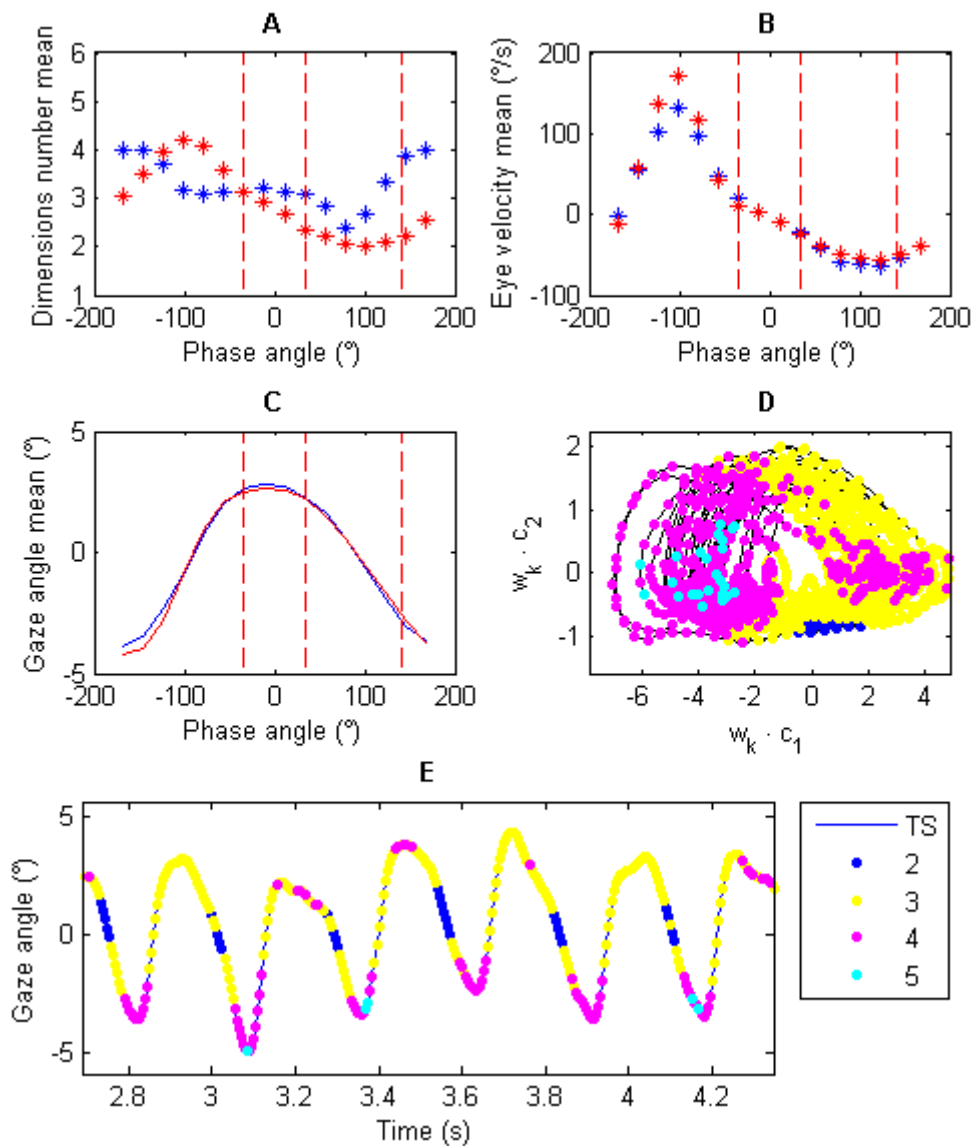 A
Dimensions number mean
6
5
4
3
2
1
-200 -100 0 100 200
Phase angle (°)
B
Eye velocity mean (°/s)
200
100
0
-100
-200 -100 0 100 200
Phase angle (°)
C
Gaze angle mean (°)
5
0
-5
-200 -100 0 100 200
Phase angle (°)
D
w_k · c_2
2
1
0
-1
-6 -4 -2 0 2 4
w_k · c_1
E
Gaze angle (°)
5
0
-5
2.8 3 3.2 3.4 3.6 3.8 4 4.2
Time (s)
TS
2
3
4
5